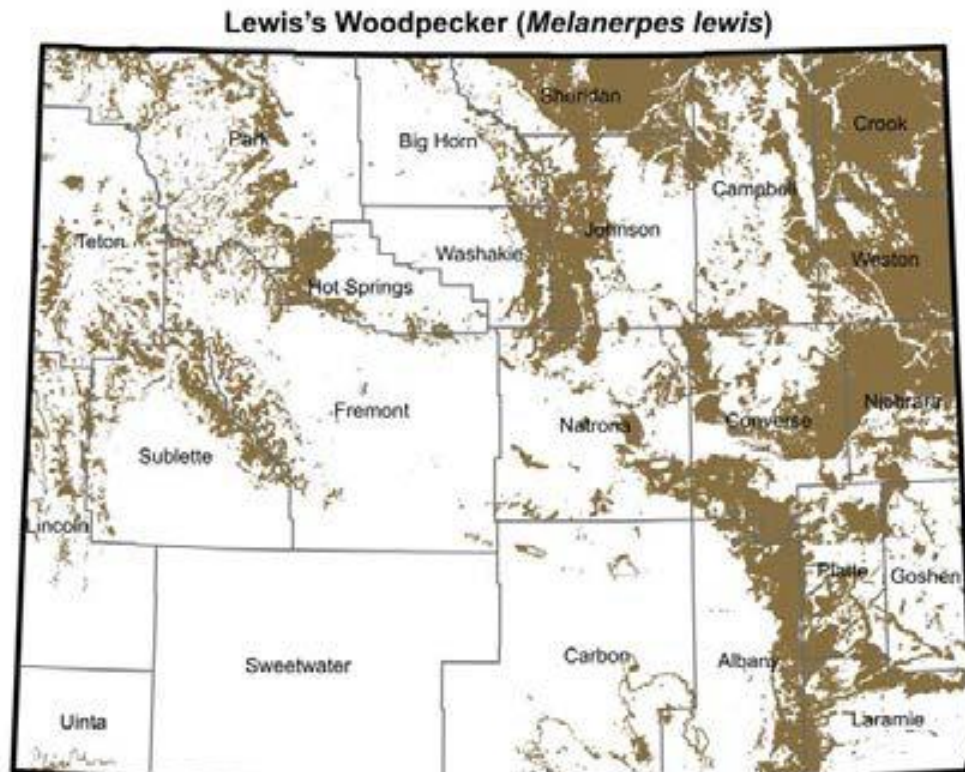 Lewis's Woodpecker (Melanerpes lewis)
Sheridan
Crook
Park
Big Horn
Campbell
Teton
Washakie
Johnson
Weston
Hot Springs
Fremont
Natrona
Converse
Niobrara
Sublette
Lincoln
Platte
Goshen
Sweetwater
Carbon
Albany
Uinta
Laramie